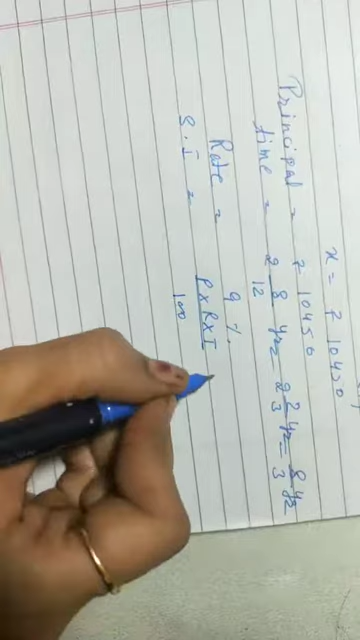 x = ₹ 10450
Principal = ₹ 10450
time = 2 8/12 yr = 2 2/3 yr = 8/3 yr
Rate = 9 %
S.I = P×R×T/100